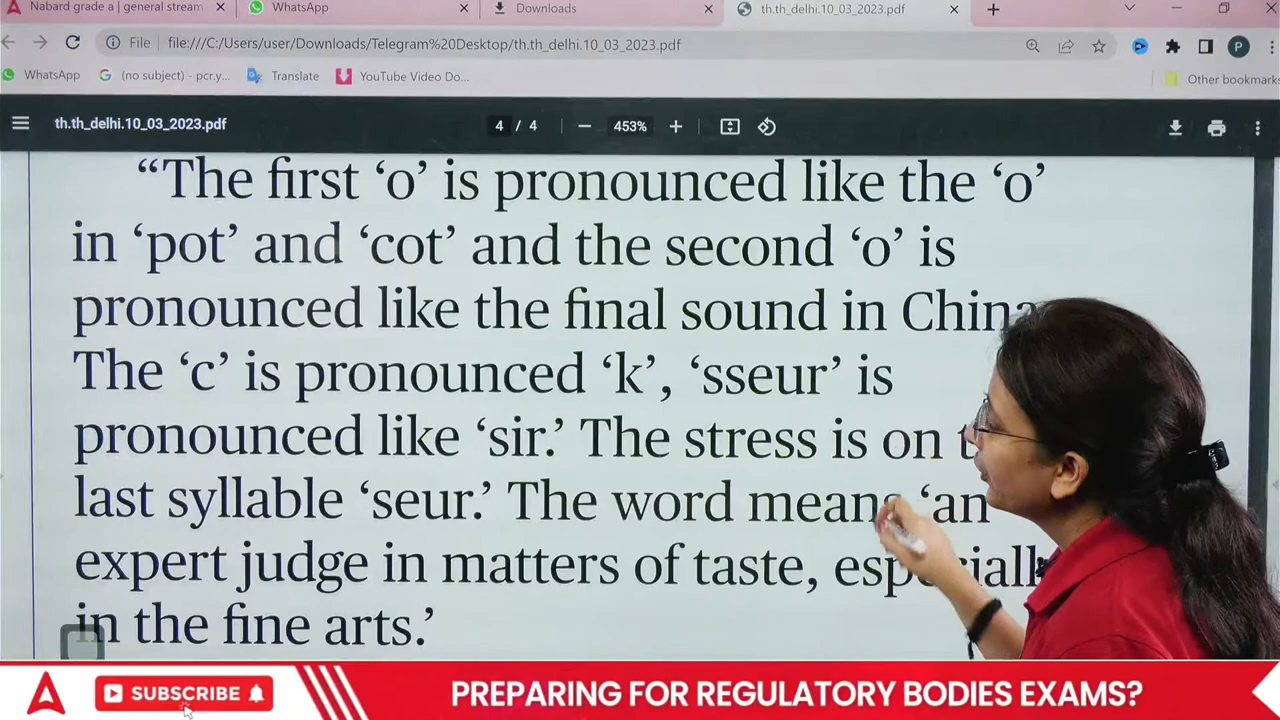 Nabard grade a | general stream
WhatsApp
Downloads
th.th_delhi.10_03_2023.pdf
File
file:///C:/Users/user/Downloads/Telegram%20Desktop/th.th_delhi.10_03_2023.pdf
P
WhatsApp
(no subject) - pcr.y...
Translate
YouTube Video Do...
Other bookmarks
th.th_delhi.10_03_2023.pdf
4 / 4
453%
“The first ‘o’ is pronounced like the ‘o’
in ‘pot’ and ‘cot’ and the second ‘o’ is
pronounced like the final sound in China
The ‘c’ is pronounced ‘k’, ‘sseur’ is
pronounced like ‘sir.’ The stress is on
last syllable ‘seur.’ The word means ‘an
expert judge in matters of taste, especially
in the fine arts.’
SUBSCRIBE
PREPARING FOR REGULATORY BODIES EXAMS?